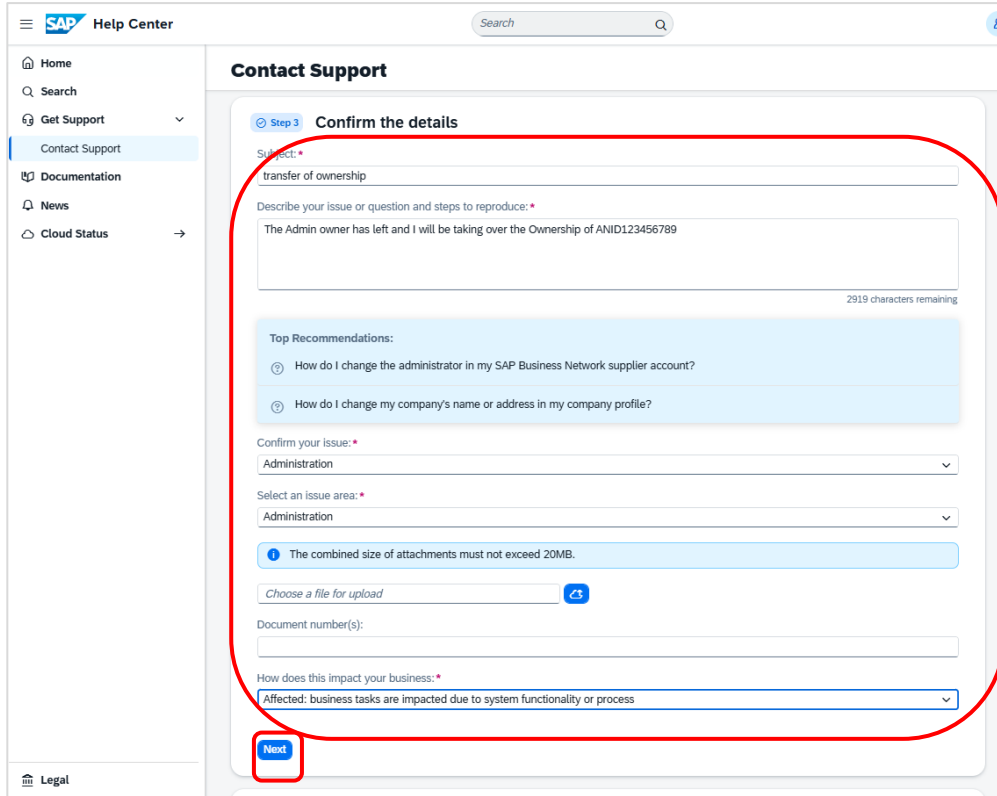 SAP Help Center
Search
Home
Search
Get Support
Contact Support
Documentation
News
Cloud Status
Legal
Contact Support
Step 3 Confirm the details
Subject: *
transfer of ownership
Describe your issue or question and steps to reproduce: *
The Admin owner has left and I will be taking over the Ownership of ANID123456789
2919 characters remaining
Top Recommendations:
How do I change the administrator in my SAP Business Network supplier account?
How do I change my company's name or address in my company profile?
Confirm your issue: *
Administration
Select an issue area: *
Administration
The combined size of attachments must not exceed 20MB.
Choose a file for upload
Document number(s):
How does this impact your business: *
Affected: business tasks are impacted due to system functionality or process
Next